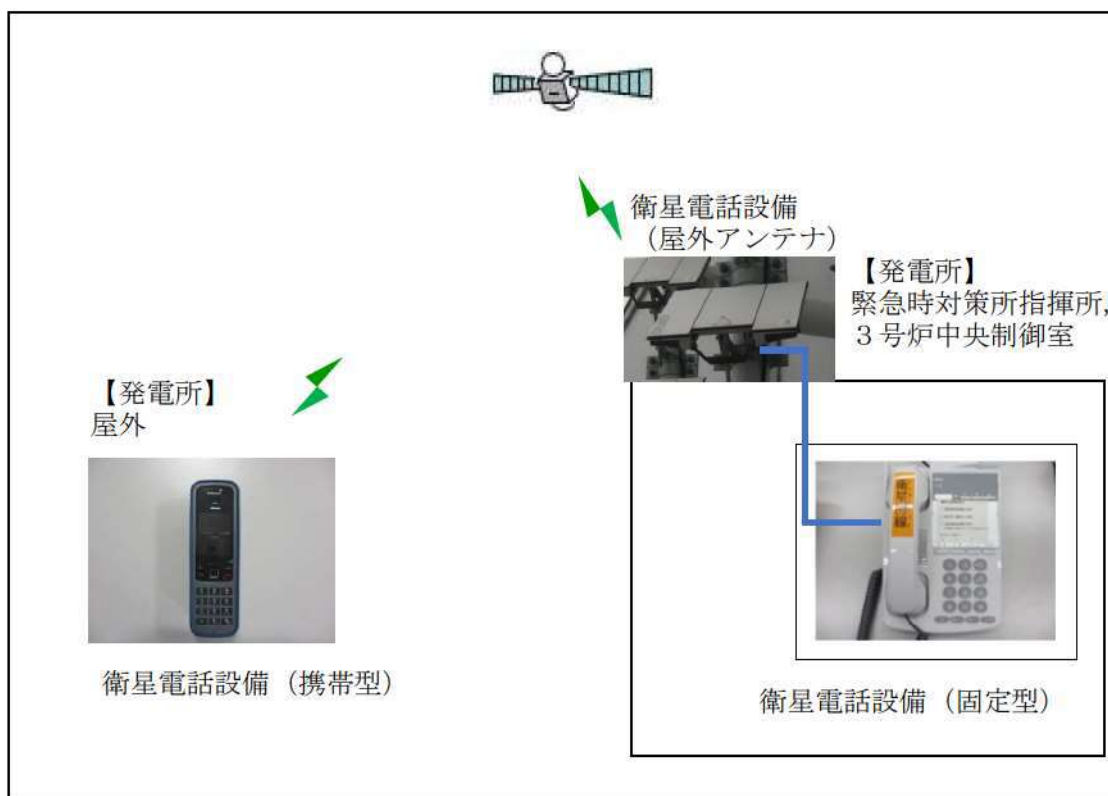 衛星電話設備
（屋外アンテナ）
【発電所】
緊急時対策所指揮所,
３号炉中央制御室
【発電所】
屋外
衛星電話設備（携帯型）
衛星電話設備（固定型）